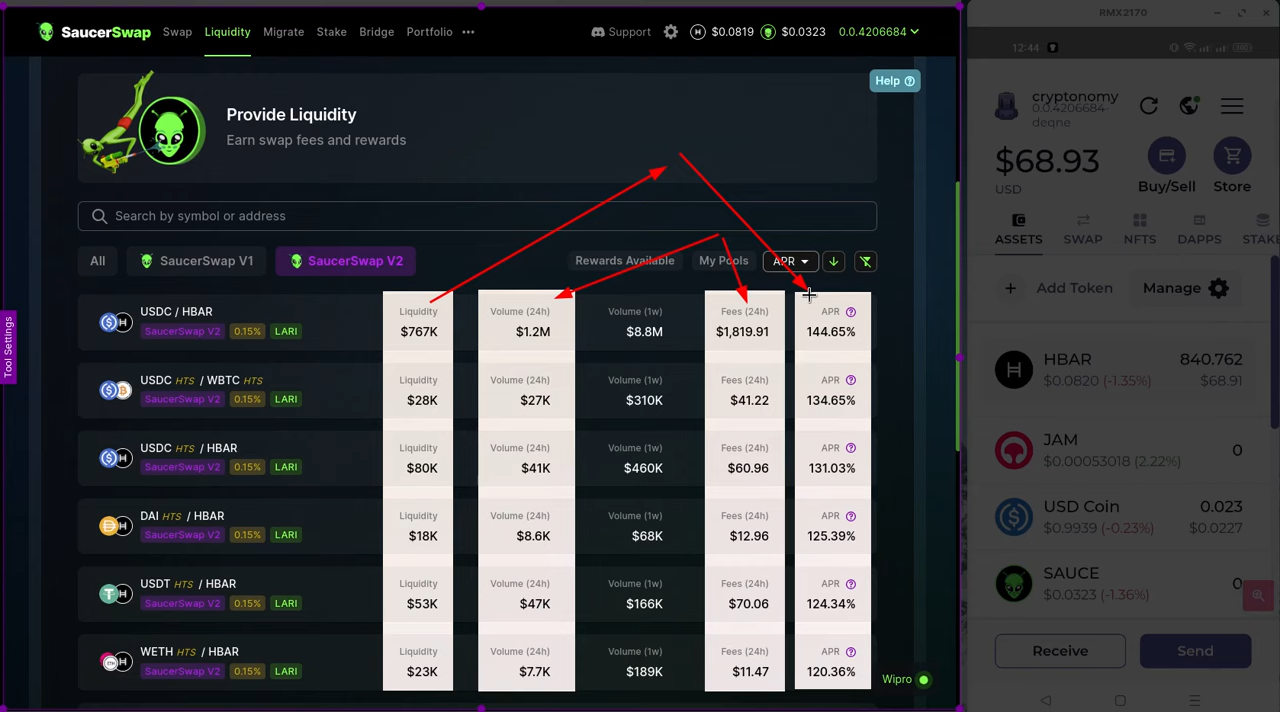 SaucerSwap Swap Liquidity Migrate Stake Bridge Portfolio ••• Support $0.0819 $0.0323 0.0.4206684
Help
Provide Liquidity
Earn swap fees and rewards
Search by symbol or address
All SaucerSwap V1 SaucerSwap V2 Rewards Available My Pools APR
USDC / HBAR Liquidity Volume (24h) Volume (1w) Fees (24h) APR
SaucerSwap V2 0.15% LARI $767K $1.2M $8.8M $1,819.91 144.65%
USDC HTS / WBTC HTS Liquidity Volume (24h) Volume (1w) Fees (24h) APR
SaucerSwap V2 0.15% LARI $28K $27K $310K $41.22 134.65%
USDC HTS / HBAR Liquidity Volume (24h) Volume (1w) Fees (24h) APR
SaucerSwap V2 0.15% LARI $80K $41K $460K $60.96 131.03%
DAI HTS / HBAR Liquidity Volume (24h) Volume (1w) Fees (24h) APR
SaucerSwap V2 0.15% LARI $18K $8.6K $68K $12.96 125.39%
USDT HTS / HBAR Liquidity Volume (24h) Volume (1w) Fees (24h) APR
SaucerSwap V2 0.15% LARI $53K $47K $166K $70.06 124.34%
WETH HTS / HBAR Liquidity Volume (24h) Volume (1w) Fees (24h) APR
SaucerSwap V2 0.15% LARI $23K $7.7K $189K $11.47 120.36%
Wipro
Tool Settings
RMX2170
12:44
cryptonomy
0.0.4206684-
deqne
$68.93
USD
Buy/Sell Store
ASSETS SWAP NFTS DAPPS STAK
Add Token Manage
HBAR 840.762
$0.0820 (-1.35%) $68.91
JAM 0
$0.00053018 (2.22%)
USD Coin 0.023
$0.9939 (-0.23%) $0.0227
SAUCE 0
$0.0323 (-1.36%)
Receive Send